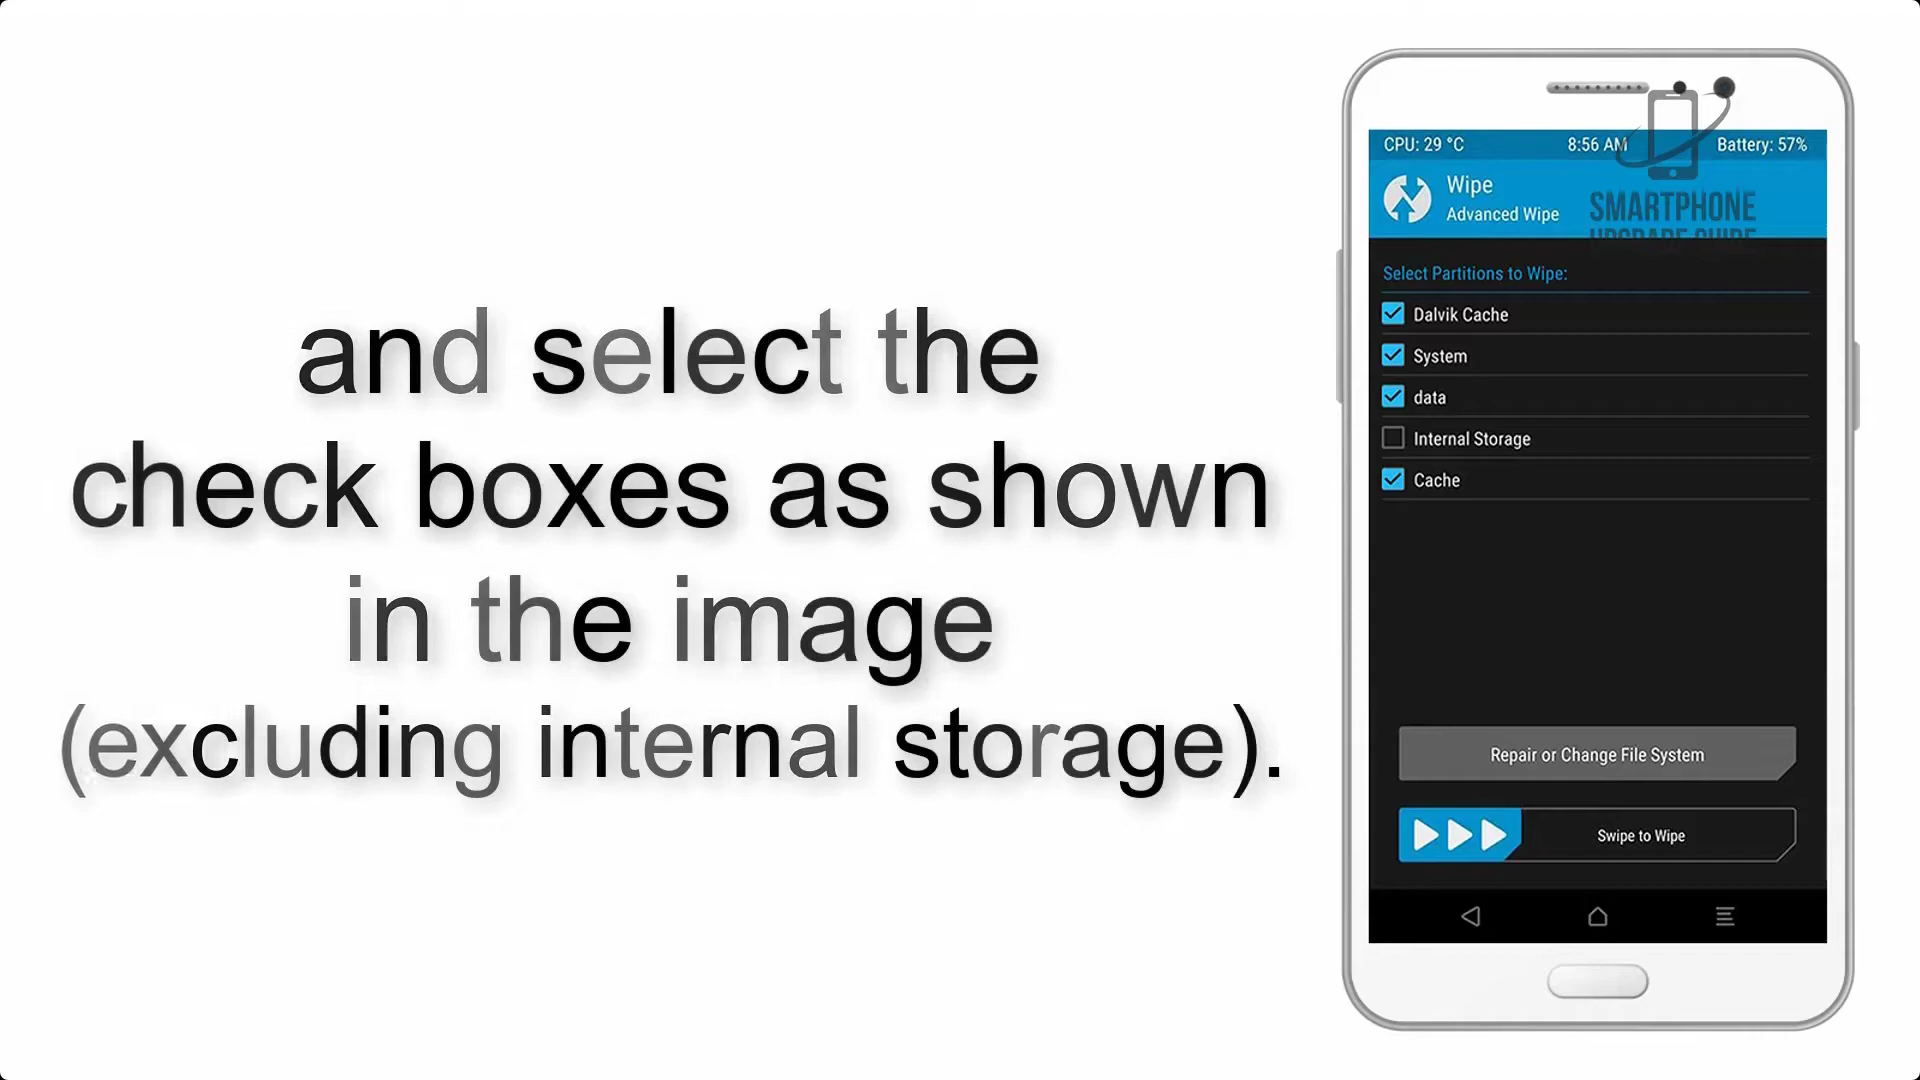 and select the
check boxes as shown
in the image
(excluding internal storage).
CPU: 29 °C 8:56 AM Battery: 57%
Wipe
Advanced Wipe
SMARTPHONE
UPGRADE GUIDE
Select Partitions to Wipe:
Dalvik Cache
System
data
Internal Storage
Cache
Repair or Change File System
Swipe to Wipe